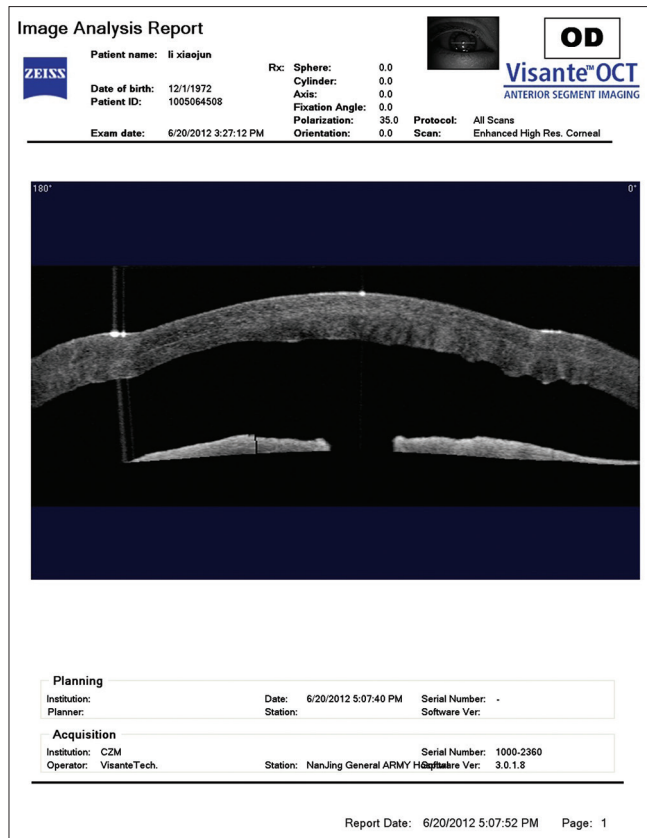 Image Analysis Report
OD
ZEISS
Patient name: li xiaojun
Date of birth: 12/1/1972
Patient ID: 1005064508
Exam date: 6/20/2012 3:27:12 PM
Rx: Sphere: 0.0
Cylinder: 0.0
Axis: 0.0
Fixation Angle: 0.0
Polarization: 35.0
Orientation: 0.0
Protocol: All Scans
Scan: Enhanced High Res. Corneal
Visante™ OCT
ANTERIOR SEGMENT IMAGING
180° 0°
Planning
Institution: Date: 6/20/2012 5:07:40 PM Serial Number: -
Planner: Station: Software Ver:
Acquisition
Institution: CZM Serial Number: 1000-2360
Operator: VisanteTech. Station: NanJing General ARMY Hospital Software Ver: 3.0.1.8
Report Date: 6/20/2012 5:07:52 PM Page: 1